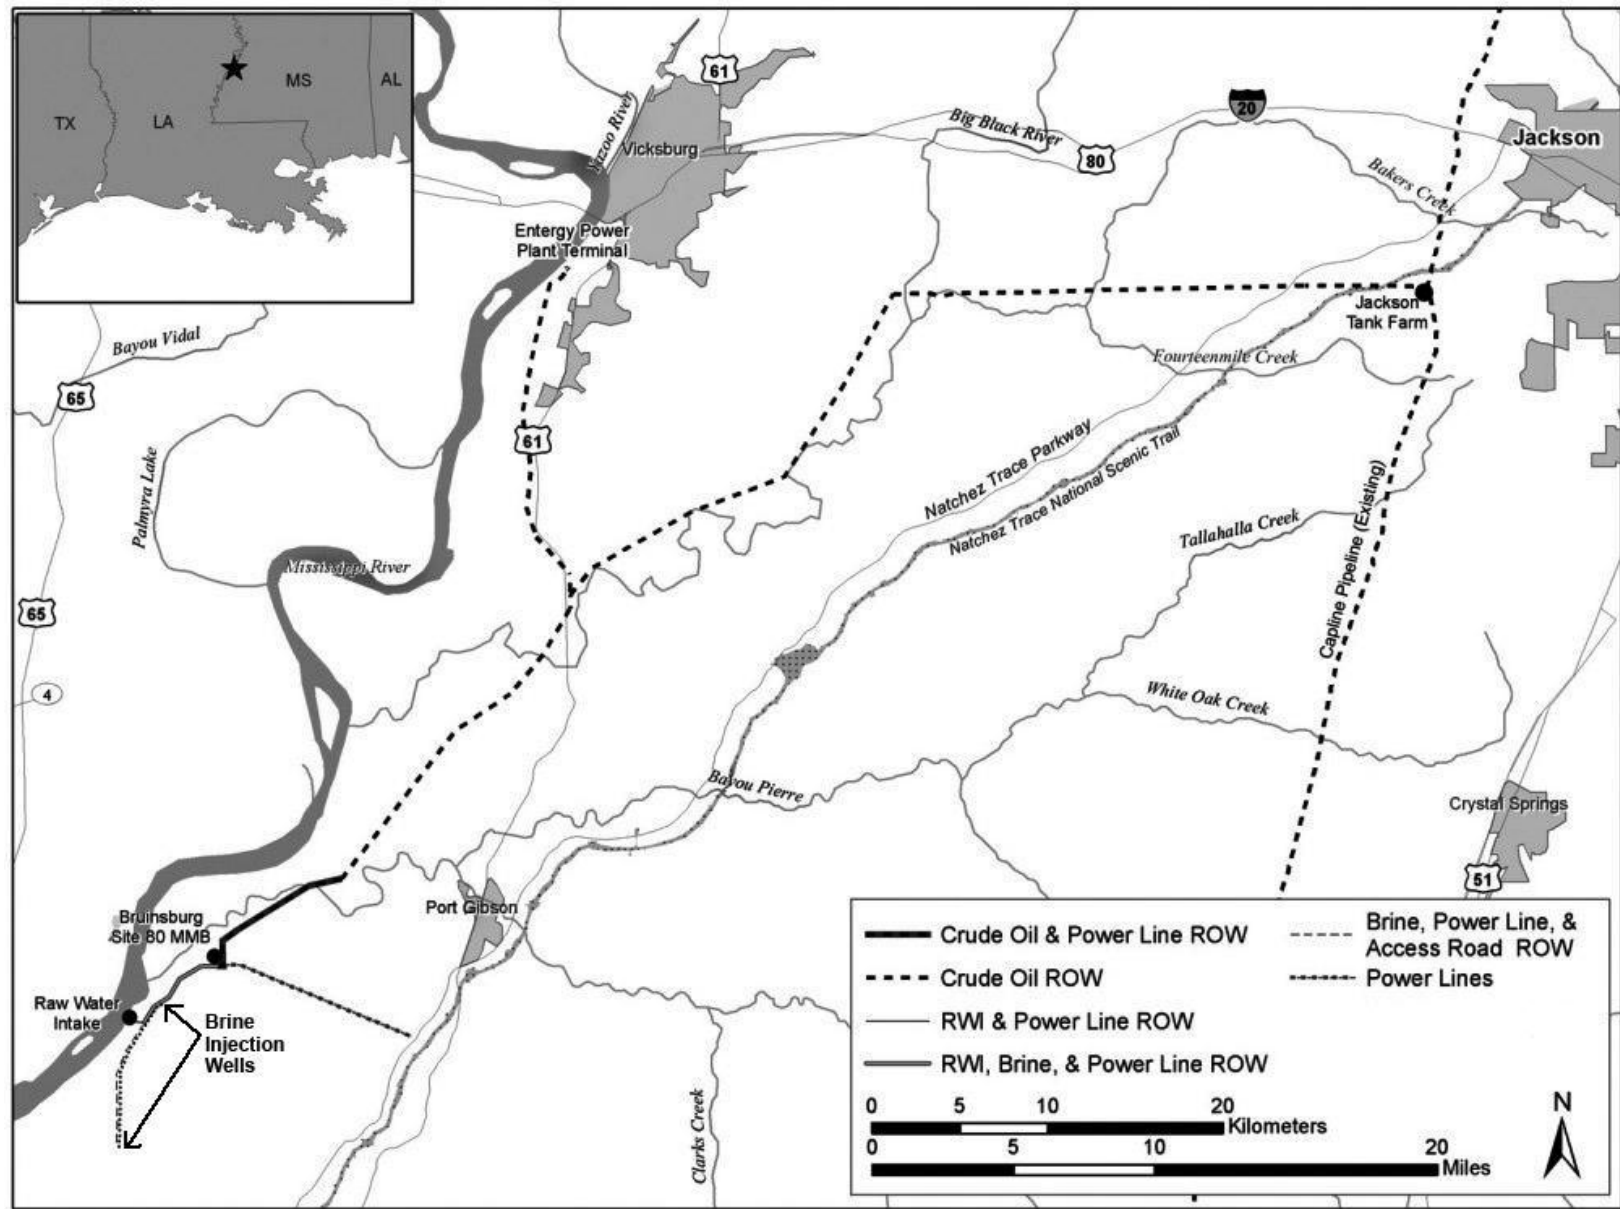 TX
LA
MS
AL
61
Yazoo River
Vicksburg
Big Black River
80
20
Jackson
Bakers Creek
Entergy Power
Plant Terminal
Jackson
Tank Farm
Bayou Vidal
65
Fourteenmile Creek
61
Palmyra Lake
Natchez Trace Parkway
Natchez Trace National Scenic Trail
Capline Pipeline (Existing)
Tallahalla Creek
Mississippi River
65
4
White Oak Creek
Bayou Pierre
Crystal Springs
51
Port Gibson
Bruinsburg
Site 80 MMB
Raw Water
Intake
Brine
Injection
Wells
Clarks Creek
Crude Oil & Power Line ROW
Crude Oil ROW
RWI & Power Line ROW
RWI, Brine, & Power Line ROW
Brine, Power Line, &
Access Road ROW
Power Lines
0 5 10 20
Kilometers
0 5 10 20
Miles
N